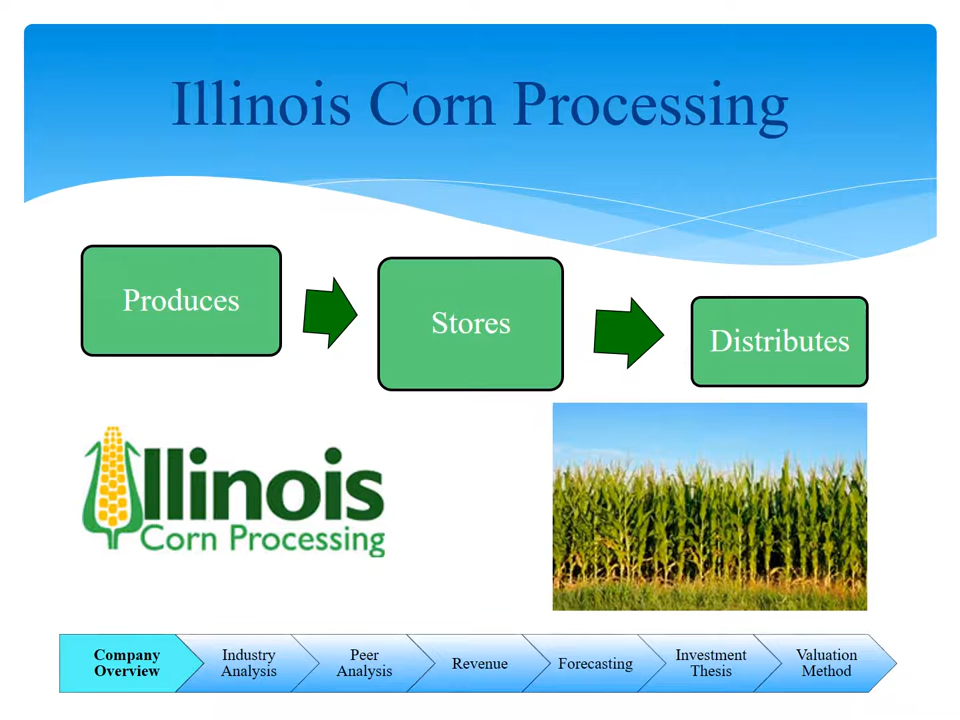 Illinois Corn Processing
Produces
Stores
Distributes
Illinois
Corn Processing
Company
Overview
Industry
Analysis
Peer
Analysis
Revenue
Forecasting
Investment
Thesis
Valuation
Method